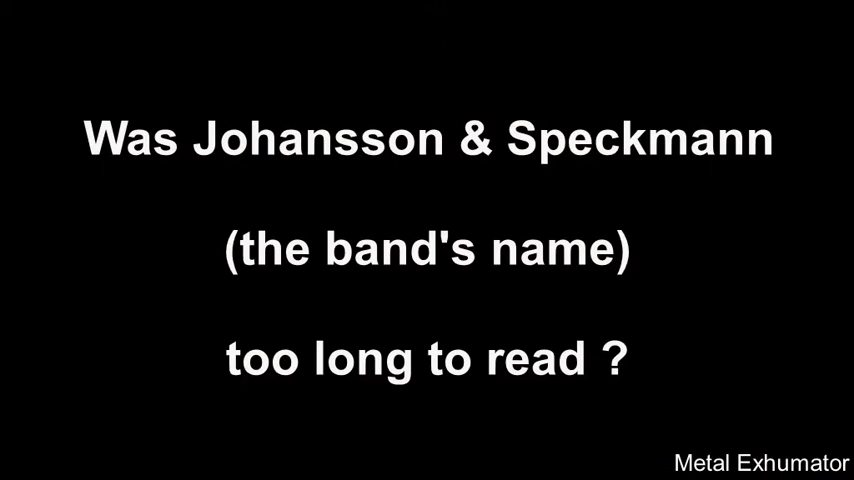 Was Johansson & Speckmann
(the band's name)
too long to read ?
Metal Exhumator